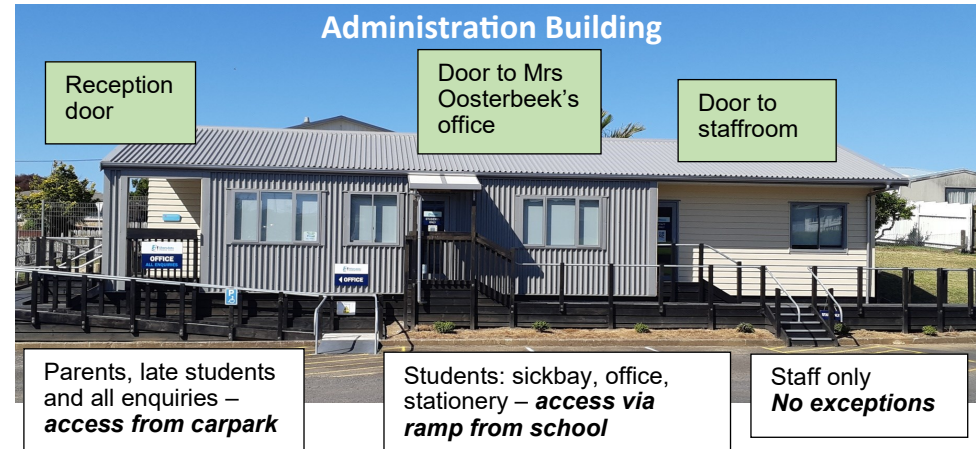 Administration Building
Reception
door
Door to Mrs
Oosterbeek’s
office
Door to
staffroom
OFFICE
ALL ENQUIRIES
OFFICE
Parents, late students
and all enquiries –
access from carpark
Students: sickbay, office,
stationery – access via
ramp from school
Staff only
No exceptions